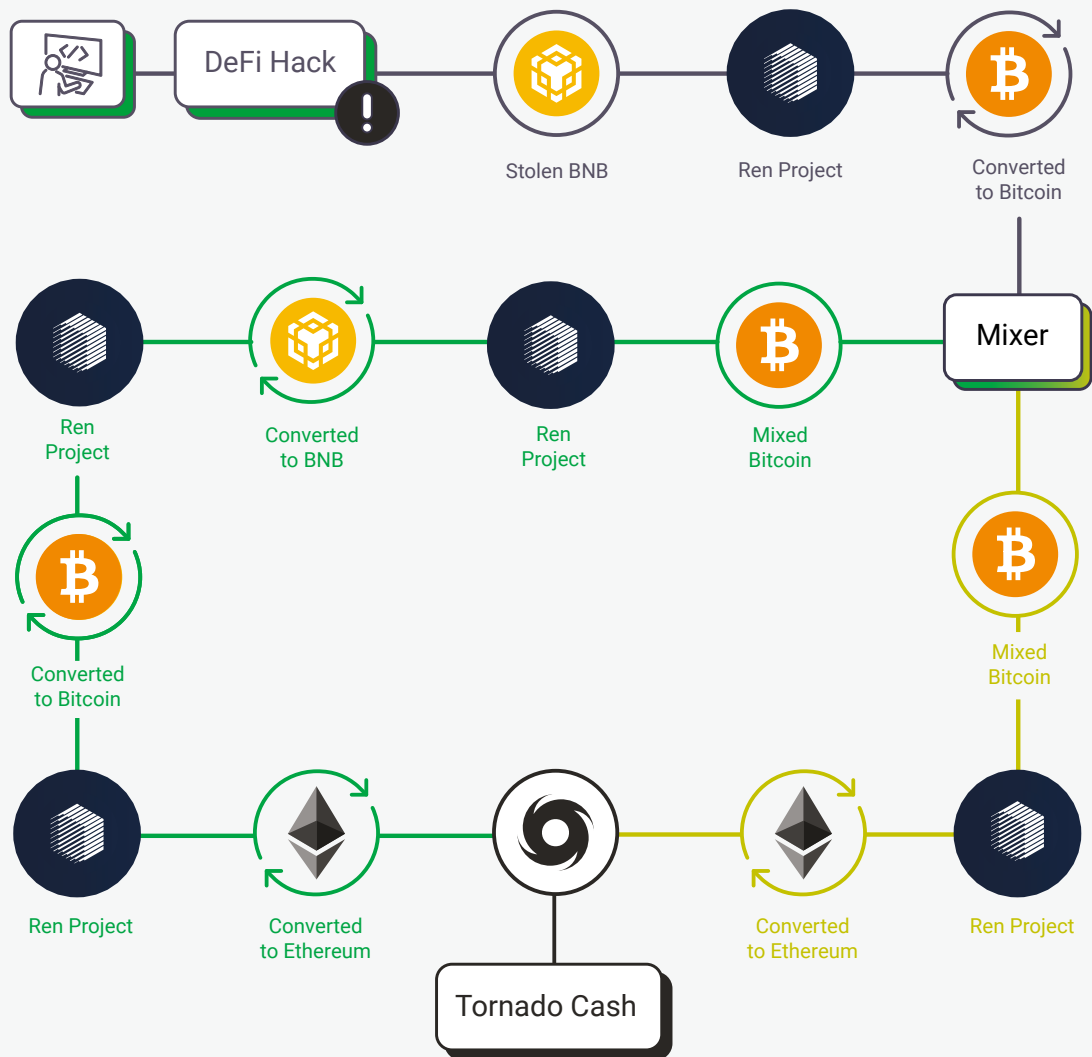 </>
DeFi Hack
!
Stolen BNB
Ren Project
Converted
to Bitcoin
Mixer
Ren
Project
Converted
to BNB
Ren
Project
Mixed
Bitcoin
Converted
to Bitcoin
Mixed
Bitcoin
Ren Project
Converted
to Ethereum
Converted
to Ethereum
Ren Project
Tornado Cash